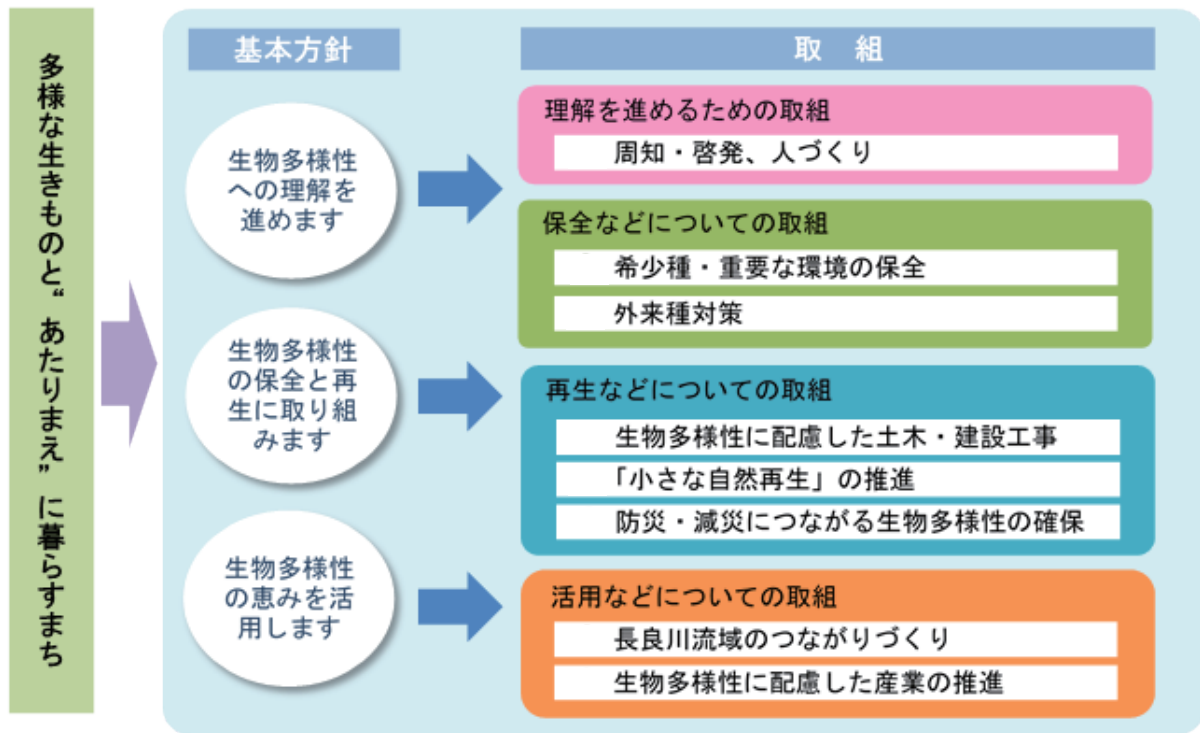 多様な生きものと“あたりまえ”に暮らすまち
基本方針
取　組
生物多様性
への理解を
進めます
理解を進めるための取組
周知・啓発、人づくり
生物多様性
の保全と再
生に取り組
みます
保全などについての取組
希少種・重要な環境の保全
外来種対策
再生などについての取組
生物多様性に配慮した土木・建設工事
「小さな自然再生」の推進
防災・減災につながる生物多様性の確保
生物多様性
の恵みを活
用します
活用などについての取組
長良川流域のつながりづくり
生物多様性に配慮した産業の推進